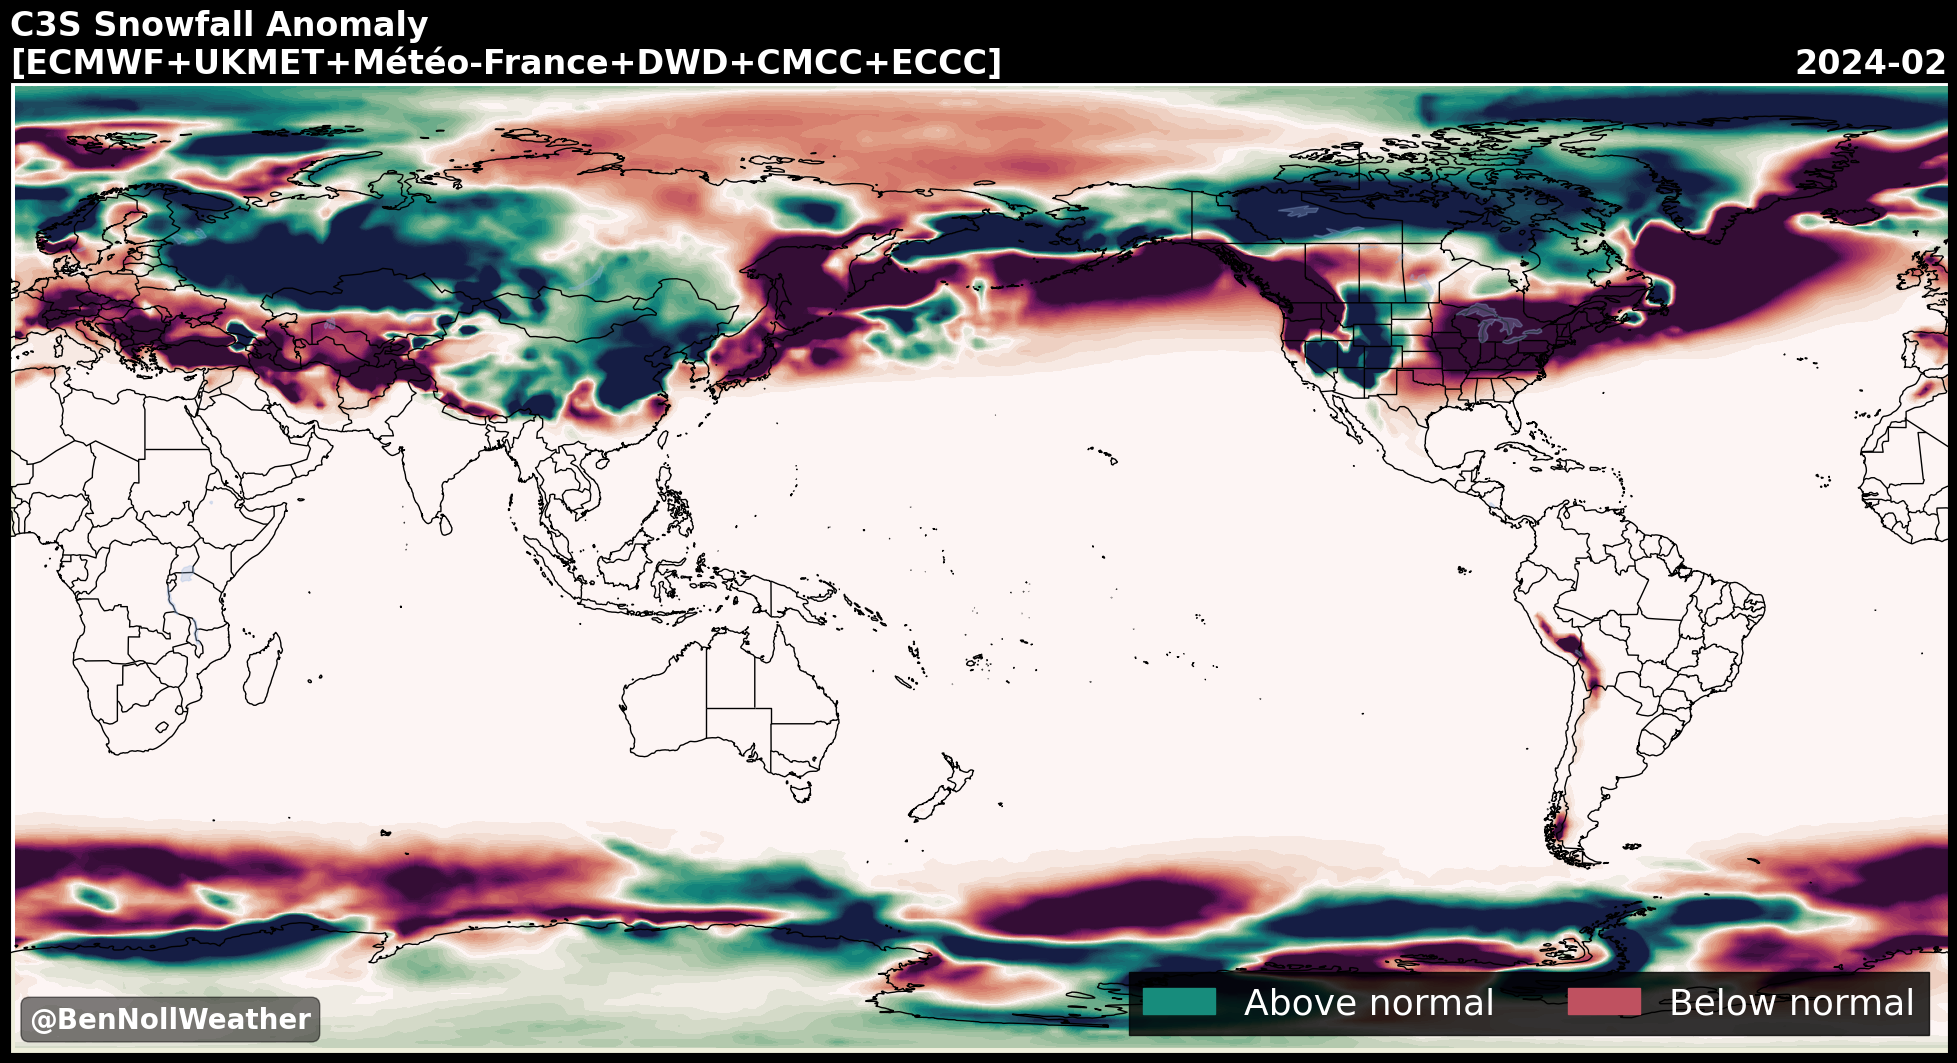 C3S Snowfall Anomaly
[ECMWF+UKMET+Météo-France+DWD+CMCC+ECCC]
2024-02
@BenNollWeather
Above normal
Below normal